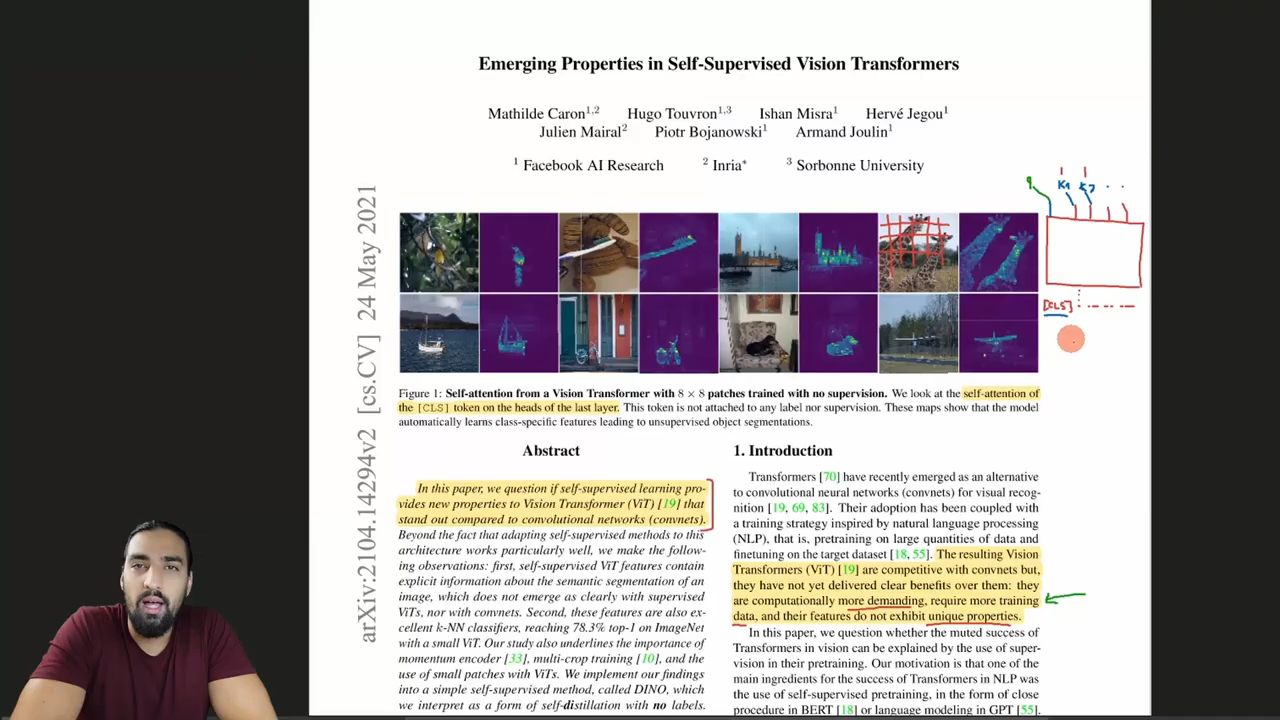 Emerging Properties in Self-Supervised Vision Transformers
Mathilde Caron1,2 Hugo Touvron1,3 Ishan Misra1 Hervé Jegou1
Julien Mairal2 Piotr Bojanowski1 Armand Joulin1
1 Facebook AI Research 2 Inria* 3 Sorbonne University
arXiv:2104.14294v2 [cs.CV] 24 May 2021
q K1 K2 . .
[CLS]
Figure 1: Self-attention from a Vision Transformer with 8 × 8 patches trained with no supervision. We look at the self-attention of
the [CLS] token on the heads of the last layer. This token is not attached to any label nor supervision. These maps show that the model
automatically learns class-specific features leading to unsupervised object segmentations.
Abstract
In this paper, we question if self-supervised learning pro-
vides new properties to Vision Transformer (ViT) [19] that
stand out compared to convolutional networks (convnets).
Beyond the fact that adapting self-supervised methods to this
architecture works particularly well, we make the follow-
ing observations: first, self-supervised ViT features contain
explicit information about the semantic segmentation of an
image, which does not emerge as clearly with supervised
ViTs, nor with convnets. Second, these features are also ex-
cellent k-NN classifiers, reaching 78.3% top-1 on ImageNet
with a small ViT. Our study also underlines the importance of
momentum encoder [33], multi-crop training [10], and the
use of small patches with ViTs. We implement our findings
into a simple self-supervised method, called DINO, which
we interpret as a form of self-distillation with no labels.
1. Introduction
Transformers [70] have recently emerged as an alternative
to convolutional neural networks (convnets) for visual recog-
nition [19, 69, 83]. Their adoption has been coupled with
a training strategy inspired by natural language processing
(NLP), that is, pretraining on large quantities of data and
finetuning on the target dataset [18, 55]. The resulting Vision
Transformers (ViT) [19] are competitive with convnets but,
they have not yet delivered clear benefits over them: they
are computationally more demanding, require more training
data, and their features do not exhibit unique properties.
In this paper, we question whether the muted success of
Transformers in vision can be explained by the use of super-
vision in their pretraining. Our motivation is that one of the
main ingredients for the success of Transformers in NLP was
the use of self-supervised pretraining, in the form of close
procedure in BERT [18] or language modeling in GPT [55].